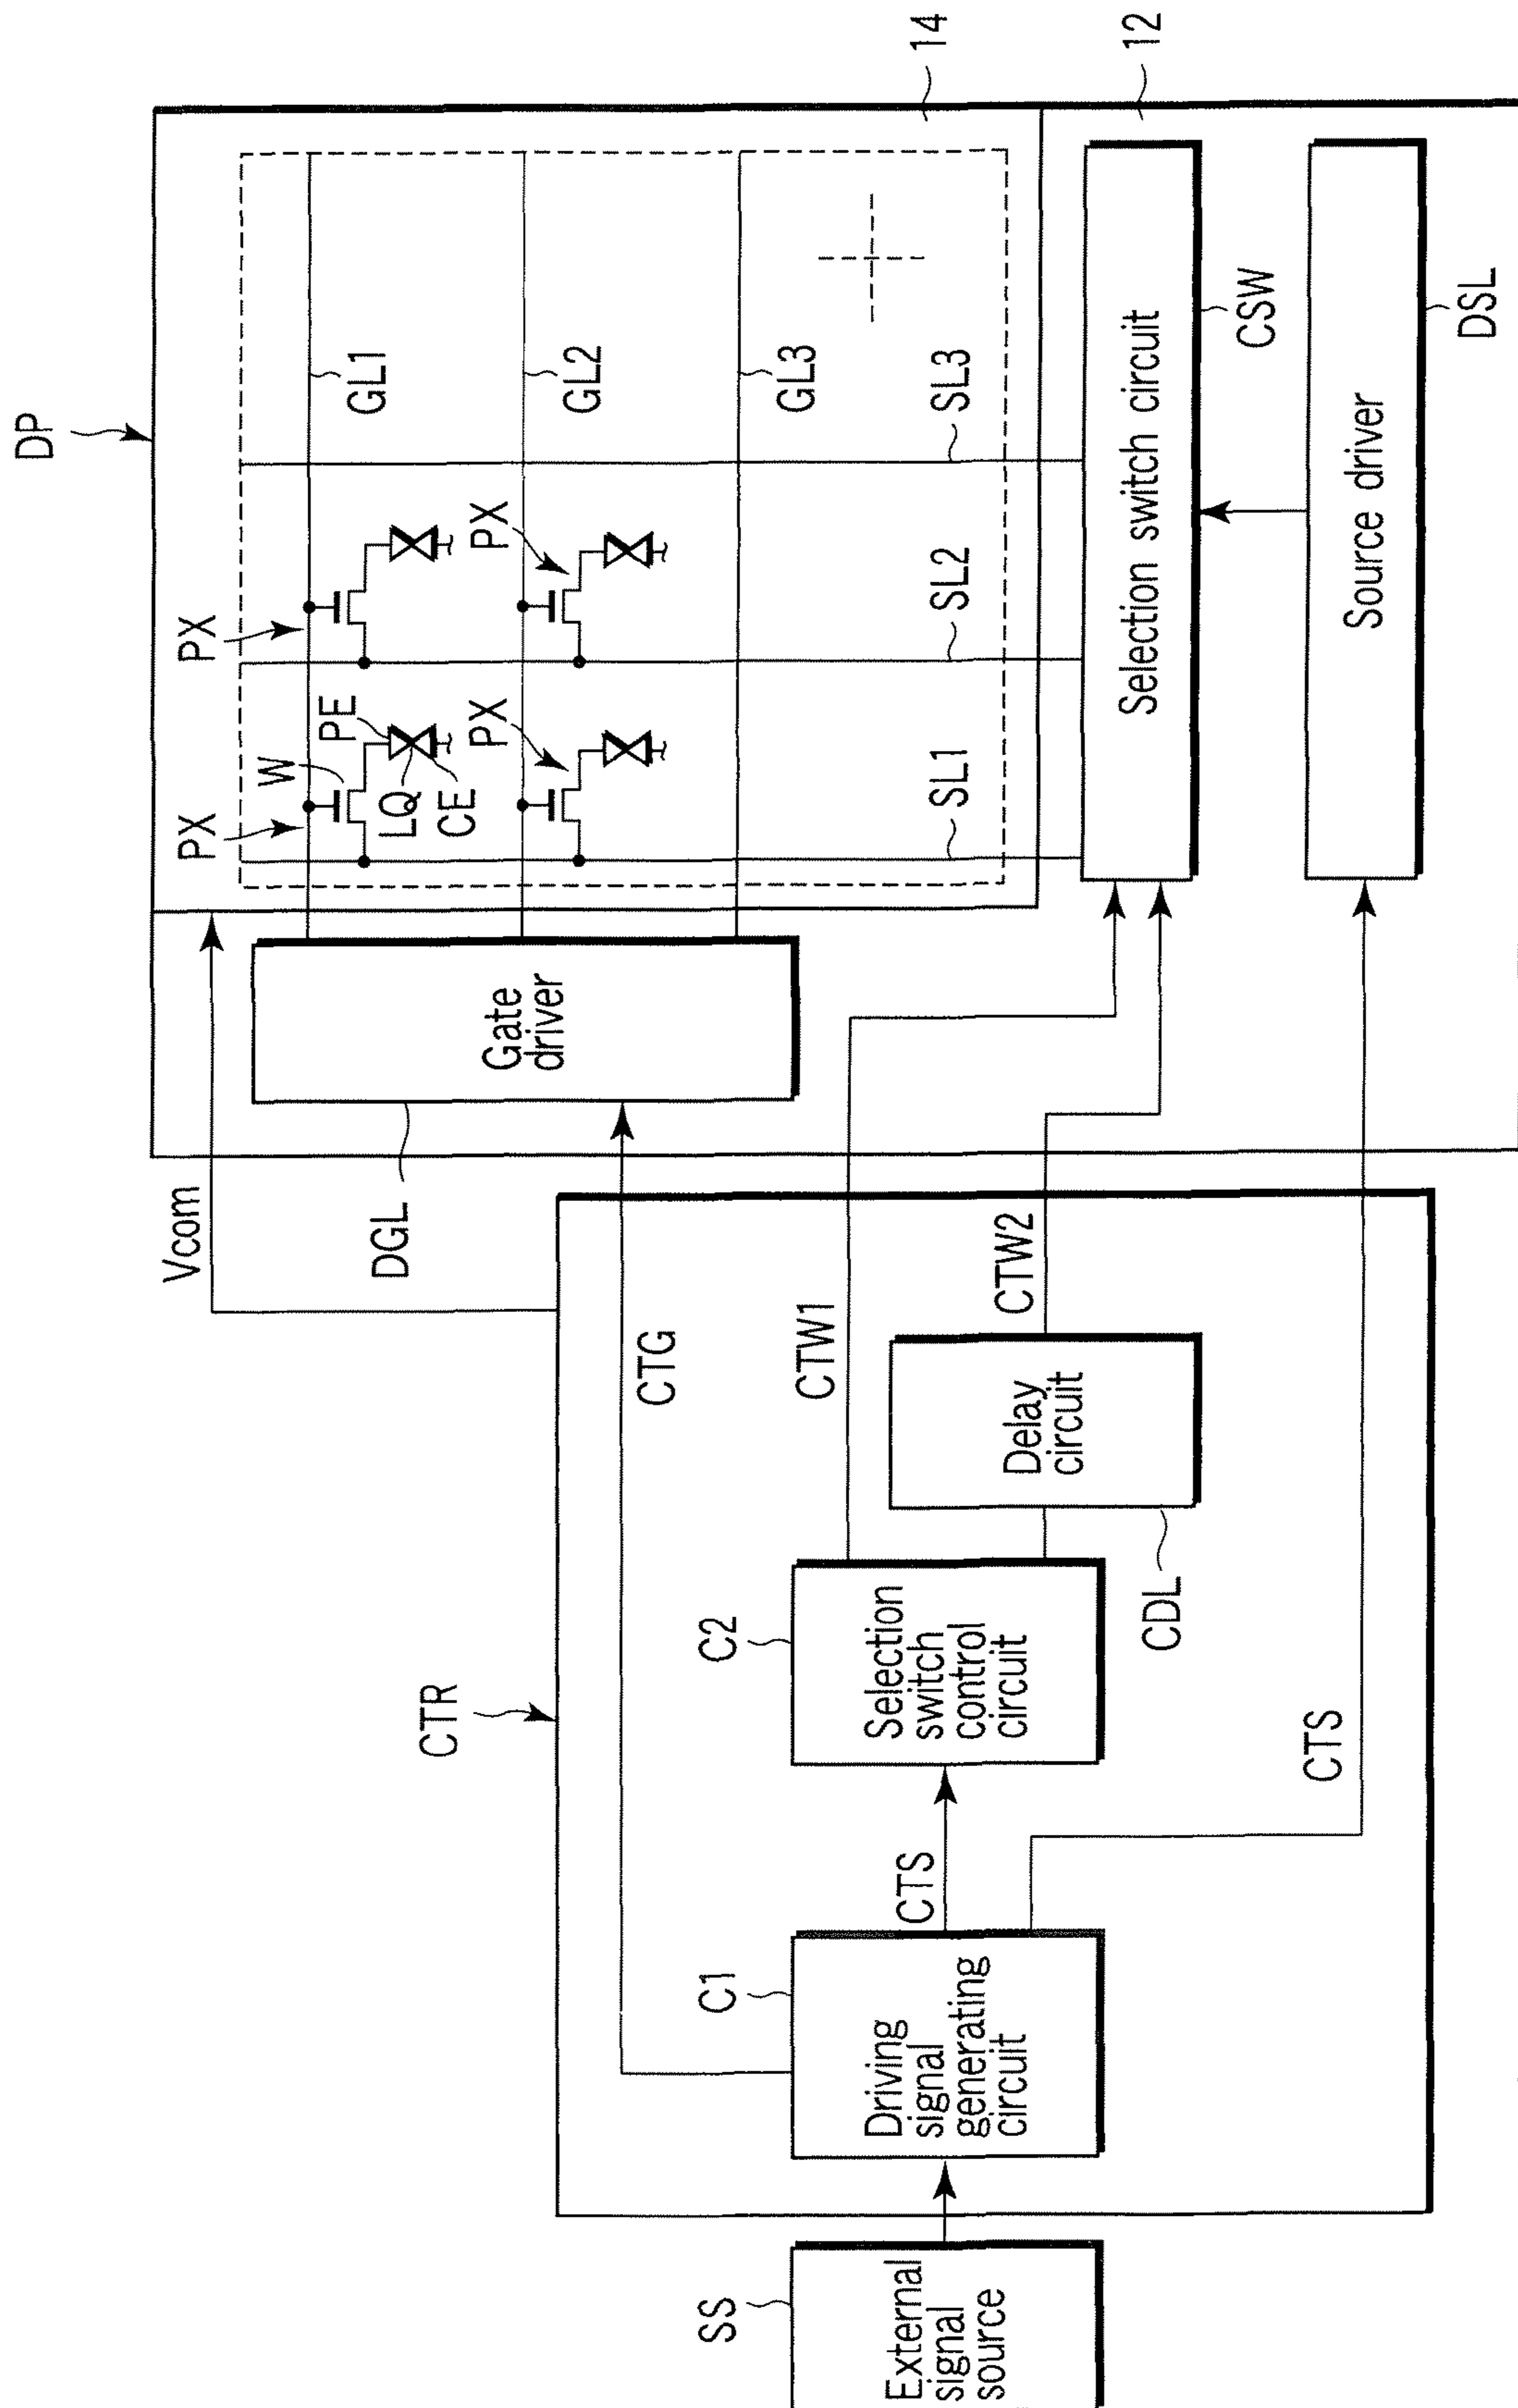 DP
14
12
PX
PX
W
PE
LQ
CE
PX
PX
GL1
GL2
GL3
SL1
SL2
SL3
Vcom
Gate
driver
DGL
Selection switch circuit
CSW
Source driver
DSL
CTR
CTG
CTW1
CTW2
Delay
circuit
CDL
C2
Selection
switch
control
circuit
CTS
CTS
C1
Driving
signal
generating
circuit
SS
External
signal
source